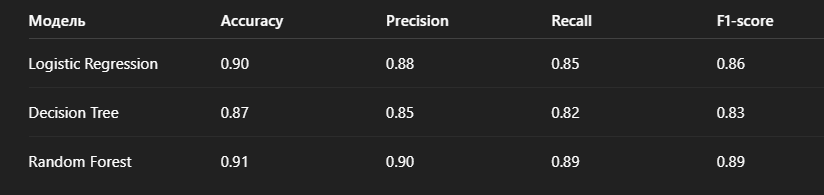 Модель Accuracy Precision Recall F1-score
Logistic Regression 0.90 0.88 0.85 0.86
Decision Tree 0.87 0.85 0.82 0.83
Random Forest 0.91 0.90 0.89 0.89